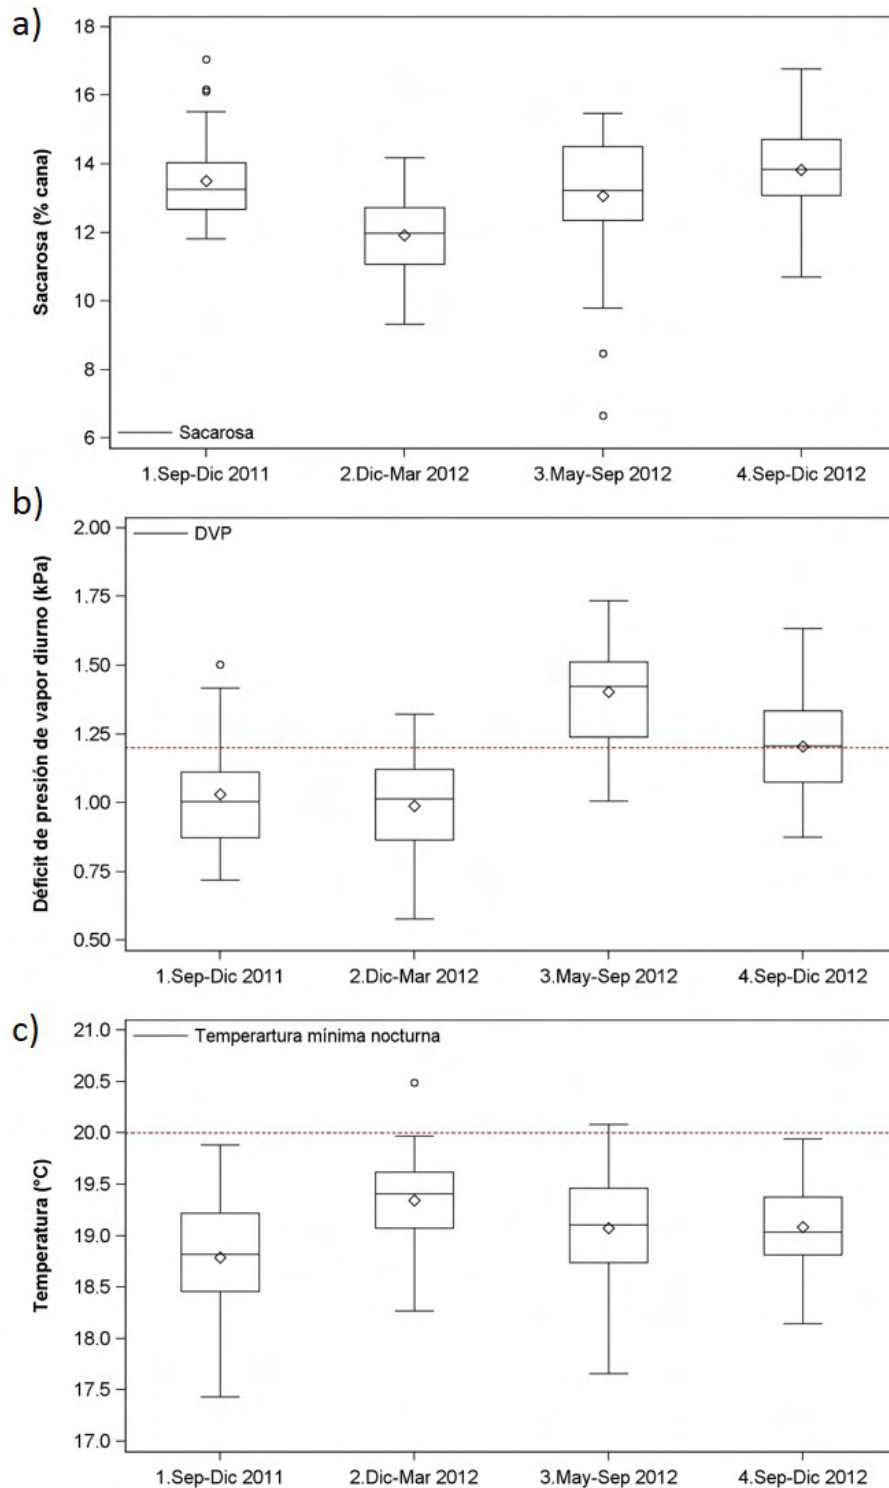 a)
Sacarosa (% cana)
18
16
14
12
10
8
6
Sacarosa
1.Sep-Dic 2011 2.Dic-Mar 2012 3.May-Sep 2012 4.Sep-Dic 2012
b)
Déficit de presión de vapor diurno (kPa)
2.00
1.75
1.50
1.25
1.00
0.75
0.50
DVP
1.Sep-Dic 2011 2.Dic-Mar 2012 3.May-Sep 2012 4.Sep-Dic 2012
c)
Temperatura (°C)
21.0
20.5
20.0
19.5
19.0
18.5
18.0
17.5
17.0
Temperartura mínima nocturna
1.Sep-Dic 2011 2.Dic-Mar 2012 3.May-Sep 2012 4.Sep-Dic 2012